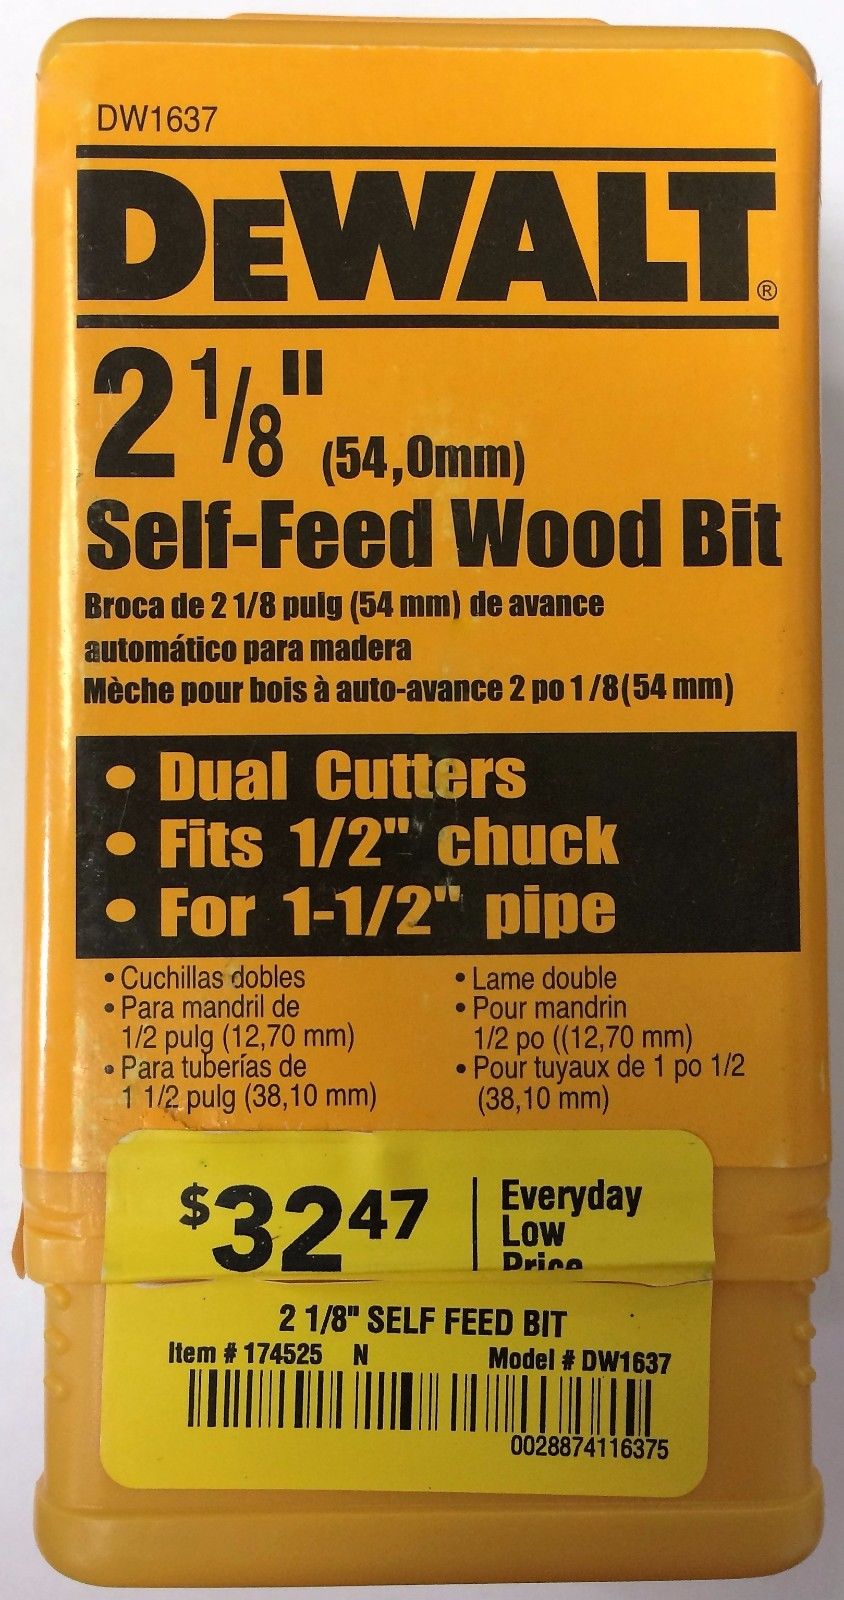 DW1637
DEWALT®
2 1/8" (54,0mm)
Self-Feed Wood Bit
Broca de 2 1/8 pulg (54 mm) de avance
automático para madera
Mèche pour bois à auto-avance 2 po 1/8(54 mm)
• Dual Cutters
• Fits 1/2" chuck
• For 1-1/2" pipe
• Cuchillas dobles
• Para mandril de
1/2 pulg (12,70 mm)
• Para tuberías de
1 1/2 pulg (38,10 mm)
• Lame double
• Pour mandrin
1/2 po ((12,70 mm)
• Pour tuyaux de 1 po 1/2
(38,10 mm)
$32 47
Everyday
Low
Price
2 1/8" SELF FEED BIT
Item # 174525 N Model # DW1637
0028874116375